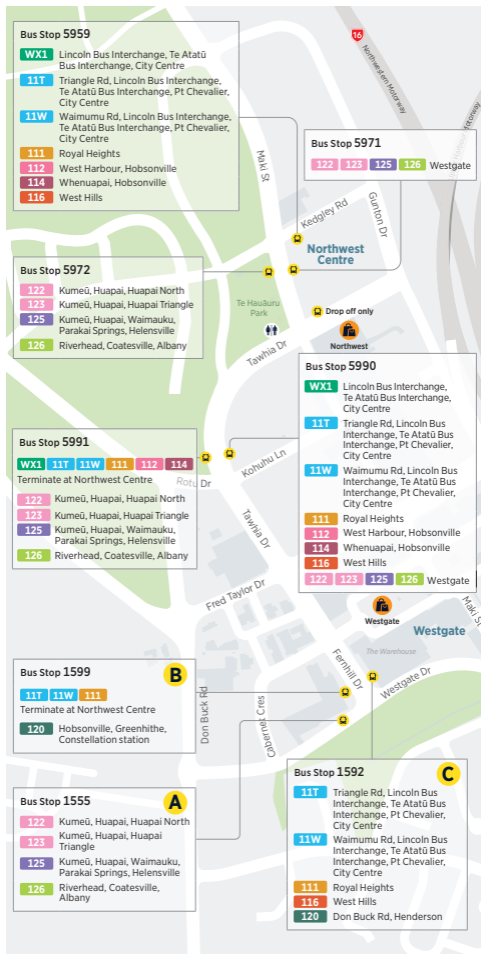 Bus Stop 5959
WX1 Lincoln Bus Interchange, Te Atatū
Bus Interchange, City Centre
11T Triangle Rd, Lincoln Bus Interchange,
Te Atatū Bus Interchange, Pt Chevalier,
City Centre
11W Waimumu Rd, Lincoln Bus Interchange,
Te Atatū Bus Interchange, Pt Chevalier,
City Centre
111 Royal Heights
112 West Harbour, Hobsonville
114 Whenuapai, Hobsonville
116 West Hills
16
Northwestern Motorway
Motorway
Bus Stop 5971
122 123 125 126 Westgate
Maki St
Kedgley Rd
Gunton Dr
Northwest
Centre
Bus Stop 5972
122 Kumeū, Huapai, Huapai North
123 Kumeū, Huapai, Huapai Triangle
125 Kumeū, Huapai, Waimauku,
Parakai Springs, Helensville
126 Riverhead, Coatesville, Albany
Te Hauāuru
Park
Drop off only
Northwest
Tawhia Dr
Bus Stop 5990
WX1 Lincoln Bus Interchange,
Te Atatū Bus Interchange,
City Centre
11T Triangle Rd, Lincoln Bus
Interchange, Te Atatū Bus
Interchange, Pt Chevalier,
City Centre
11W Waimumu Rd, Lincoln Bus
Interchange, Te Atatū Bus
Interchange, Pt Chevalier,
City Centre
111 Royal Heights
112 West Harbour, Hobsonville
114 Whenuapai, Hobsonville
116 West Hills
122 123 125 126 Westgate
Bus Stop 5991
WX1 11T 11W 111 112 114
Terminate at Northwest Centre
122 Kumeū, Huapai, Huapai North
123 Kumeū, Huapai, Huapai Triangle
125 Kumeū, Huapai, Waimauku,
Parakai Springs, Helensville
126 Riverhead, Coatesville, Albany
Rotu Dr
Kohuhu Ln
Tawhia Dr
Fred Taylor Dr
Westgate
Maki St
Westgate
The Warehouse
Fernhill Dr
Westgate Dr
Don Buck Rd
Cabernet Cres
Bus Stop 1599
B
11T 11W 111
Terminate at Northwest Centre
120 Hobsonville, Greenhithe,
Constellation station
Bus Stop 1555
A
122 Kumeū, Huapai, Huapai North
123 Kumeū, Huapai, Huapai
Triangle
125 Kumeū, Huapai, Waimauku,
Parakai Springs, Helensville
126 Riverhead, Coatesville,
Albany
Bus Stop 1592
C
11T Triangle Rd, Lincoln Bus
Interchange, Te Atatū Bus
Interchange, Pt Chevalier,
City Centre
11W Waimumu Rd, Lincoln Bus
Interchange, Te Atatū Bus
Interchange, Pt Chevalier,
City Centre
111 Royal Heights
116 West Hills
120 Don Buck Rd, Henderson